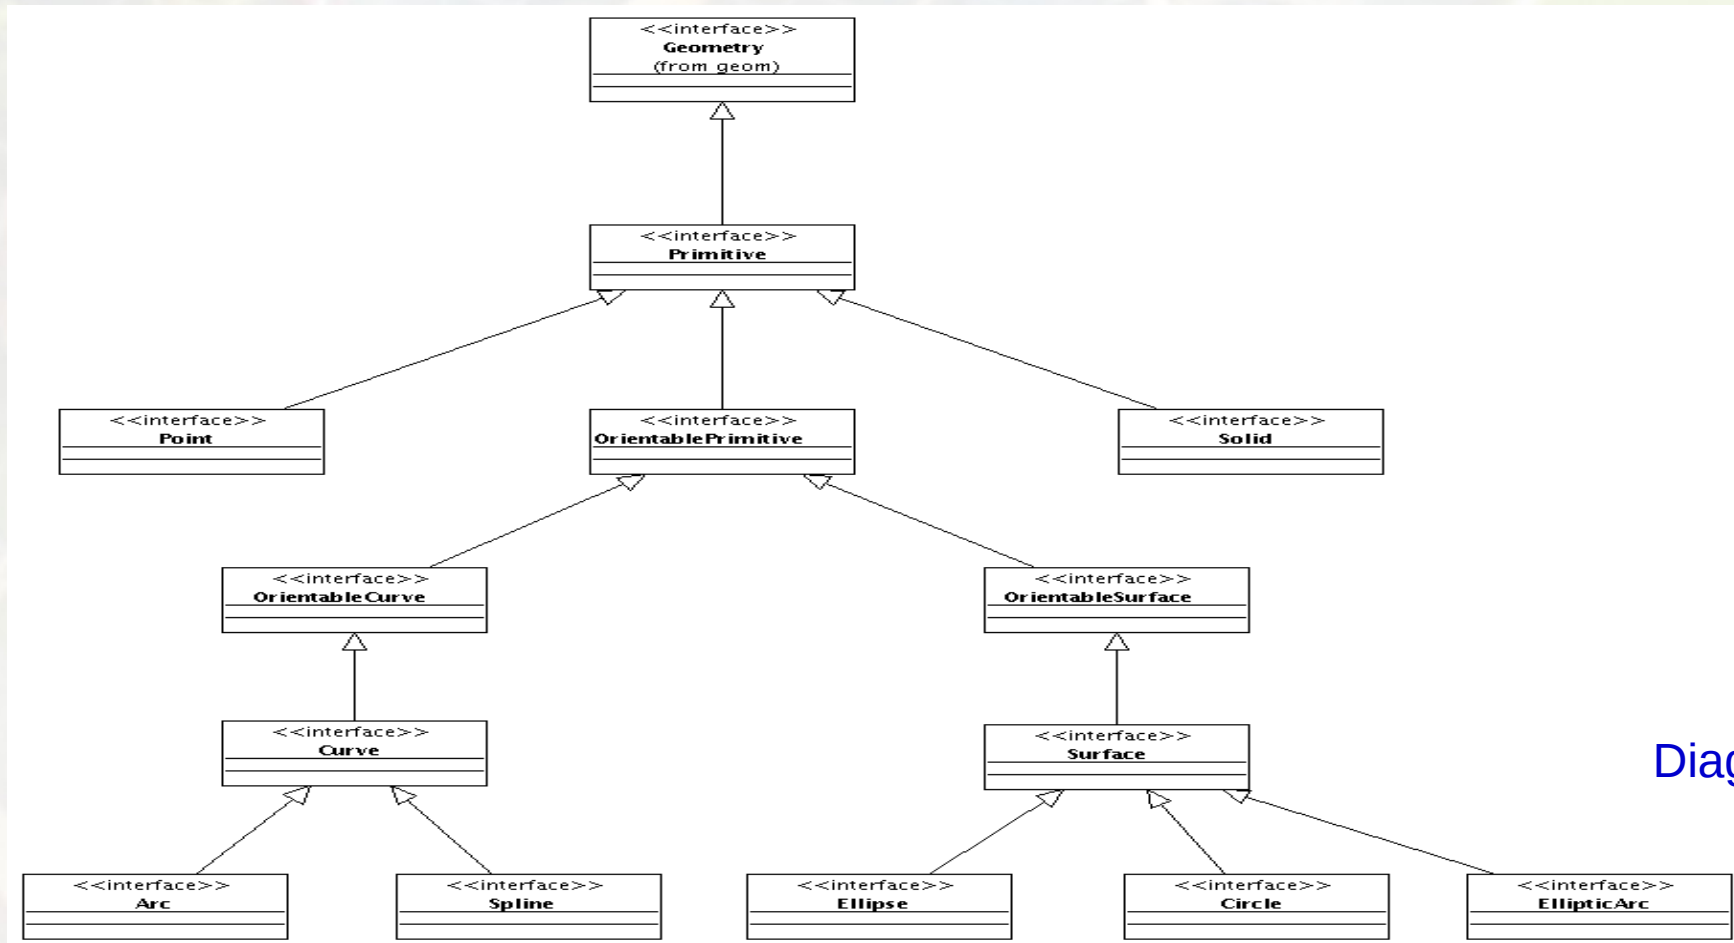 <<interface>>
Geometry
(from geom)
<<interface>>
Primitive
<<interface>>
Point
<<interface>>
OrientablePrimitive
<<interface>>
Solid
<<interface>>
OrientableCurve
<<interface>>
OrientableSurface
<<interface>>
Curve
<<interface>>
Surface
Diag
<<interface>>
Arc
<<interface>>
Spline
<<interface>>
Ellipse
<<interface>>
Circle
<<interface>>
EllipticArc